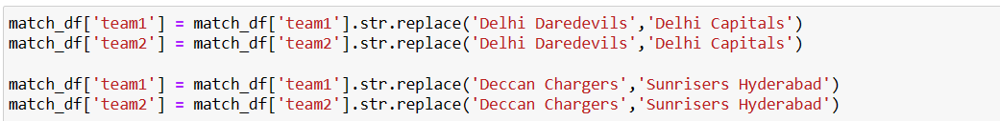 match_df['team1'] = match_df['team1'].str.replace('Delhi Daredevils','Delhi Capitals')
match_df['team2'] = match_df['team2'].str.replace('Delhi Daredevils','Delhi Capitals')
match_df['team1'] = match_df['team1'].str.replace('Deccan Chargers','Sunrisers Hyderabad')
match_df['team2'] = match_df['team2'].str.replace('Deccan Chargers','Sunrisers Hyderabad')